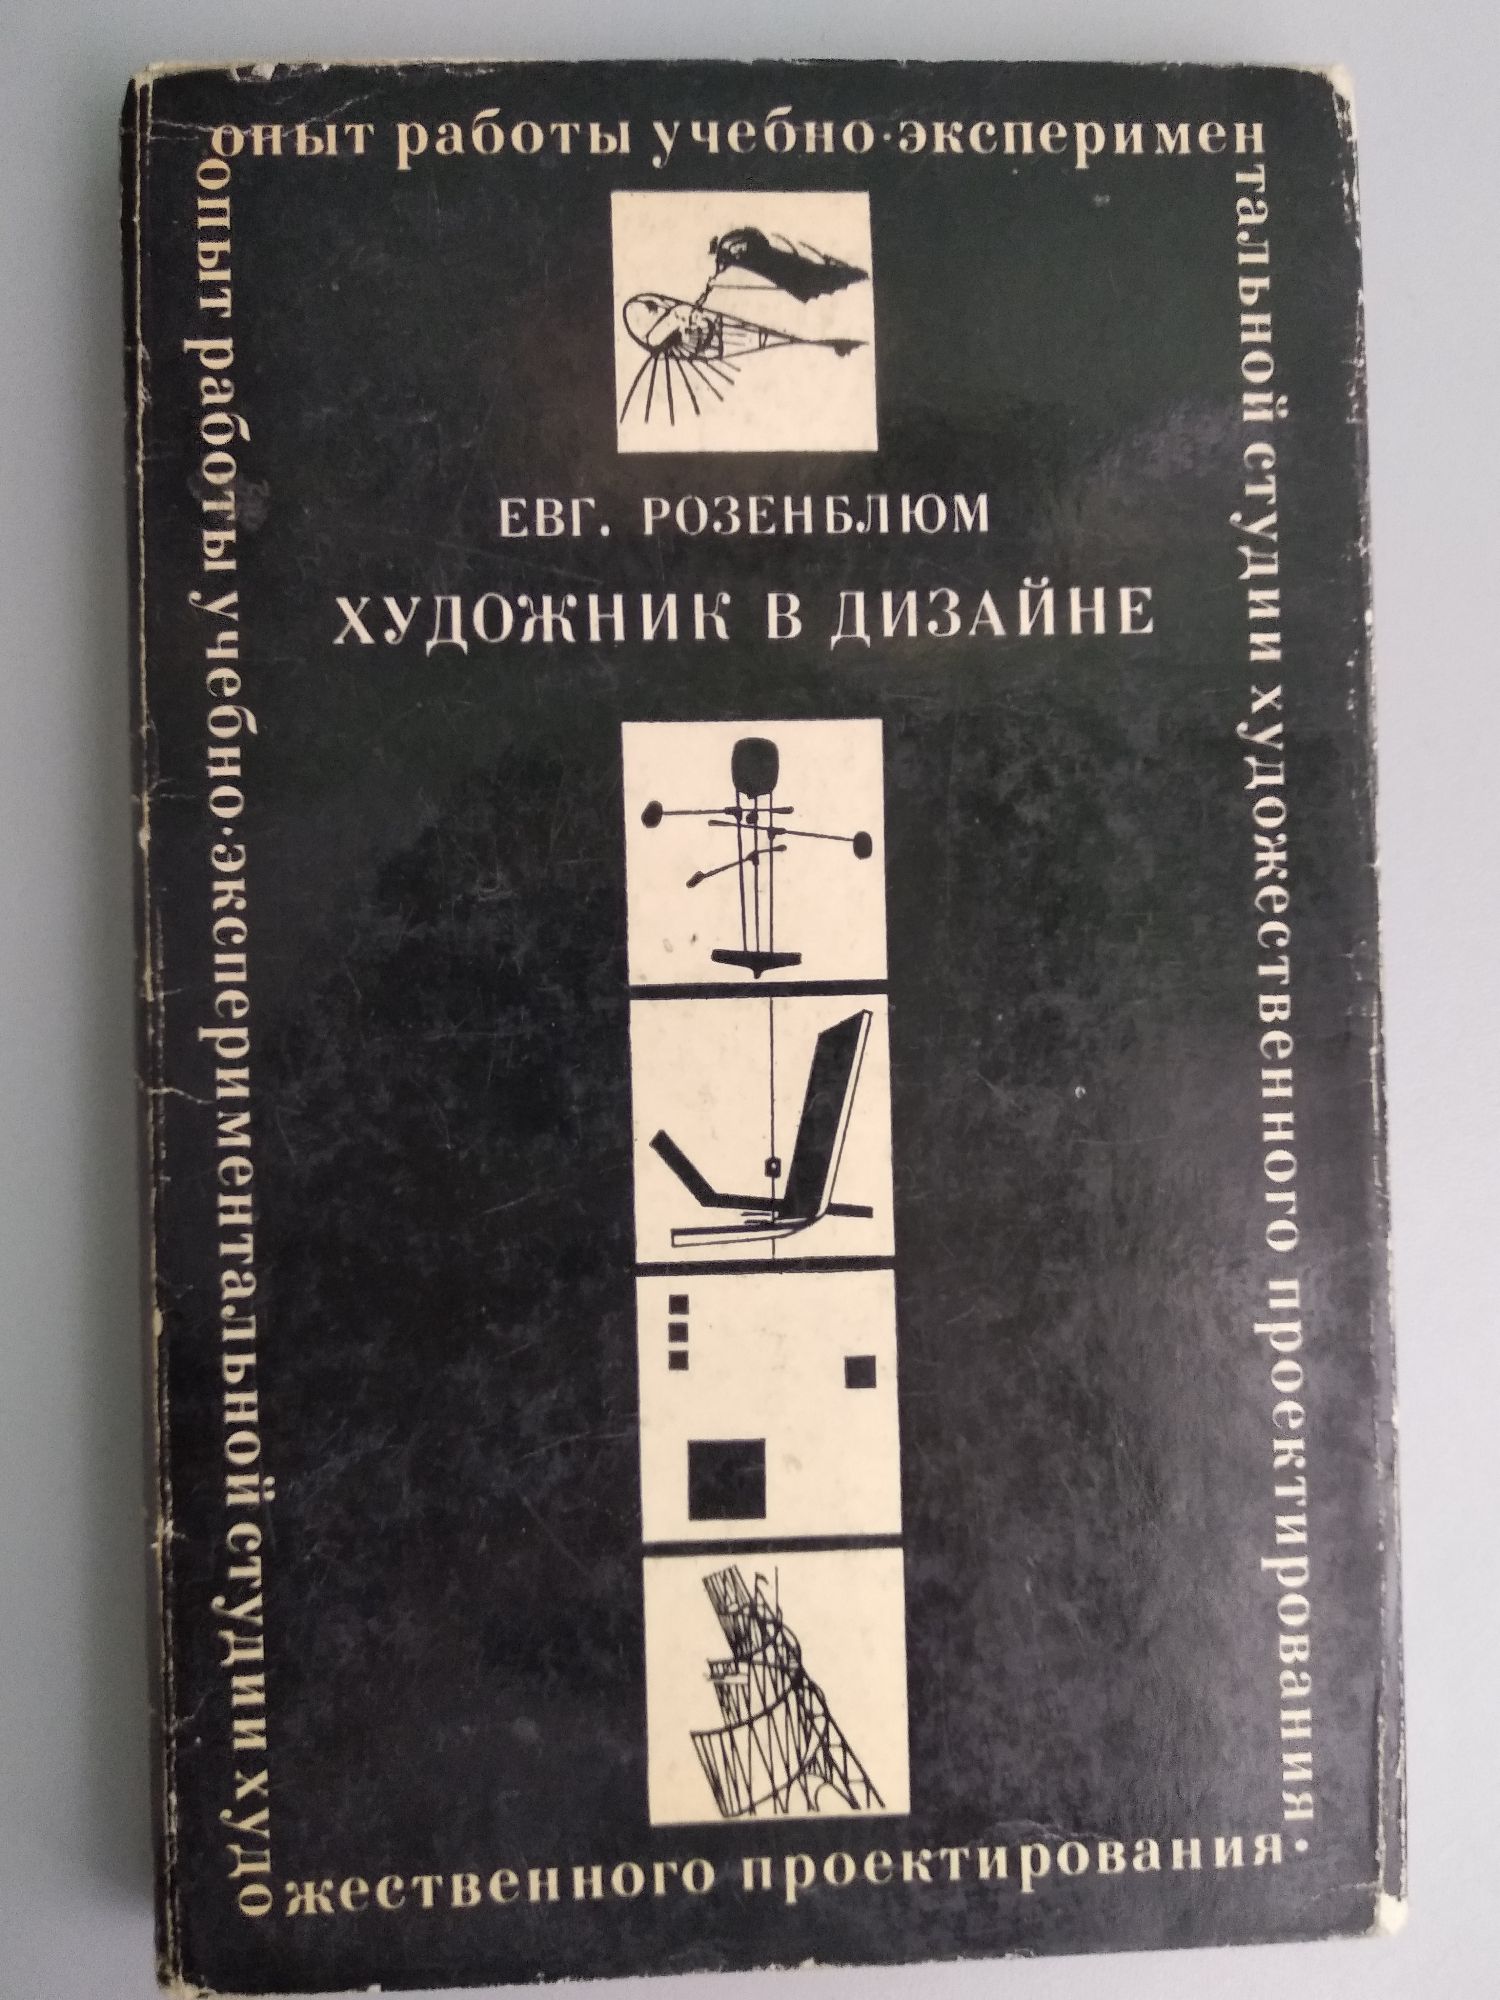 опыт работы учебно-эксперимен
тальной студии художественного проектирования.
ЕВГ. РОЗЕНБЛЮМ
ХУДОЖНИК В ДИЗАЙНЕ
опыт работы учебно-экспериментальной студии худо
жественного проектирования.